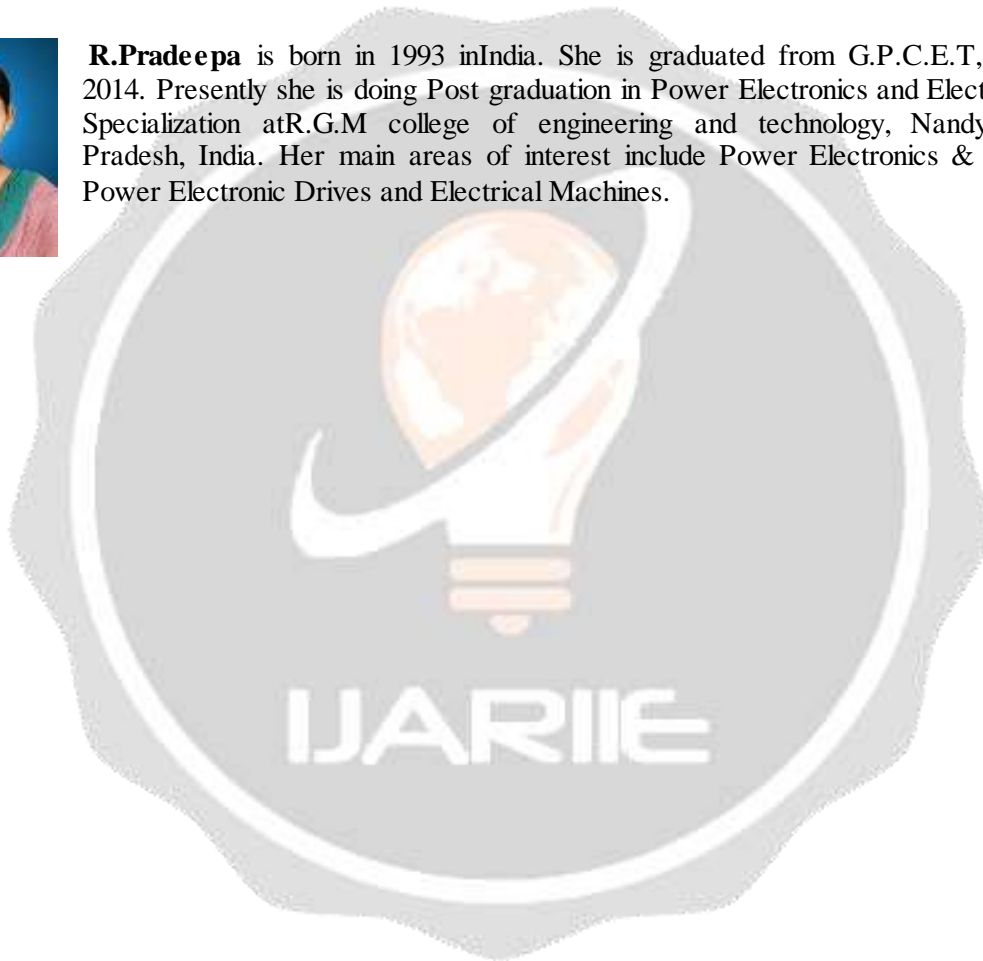 R.Pradeepa is born in 1993 inIndia. She is graduated from G.P.C.E.T,
2014. Presently she is doing Post graduation in Power Electronics and Elect
Specialization atR.G.M college of engineering and technology, Nandy
Pradesh, India. Her main areas of interest include Power Electronics &
Power Electronic Drives and Electrical Machines.
IJARIIE